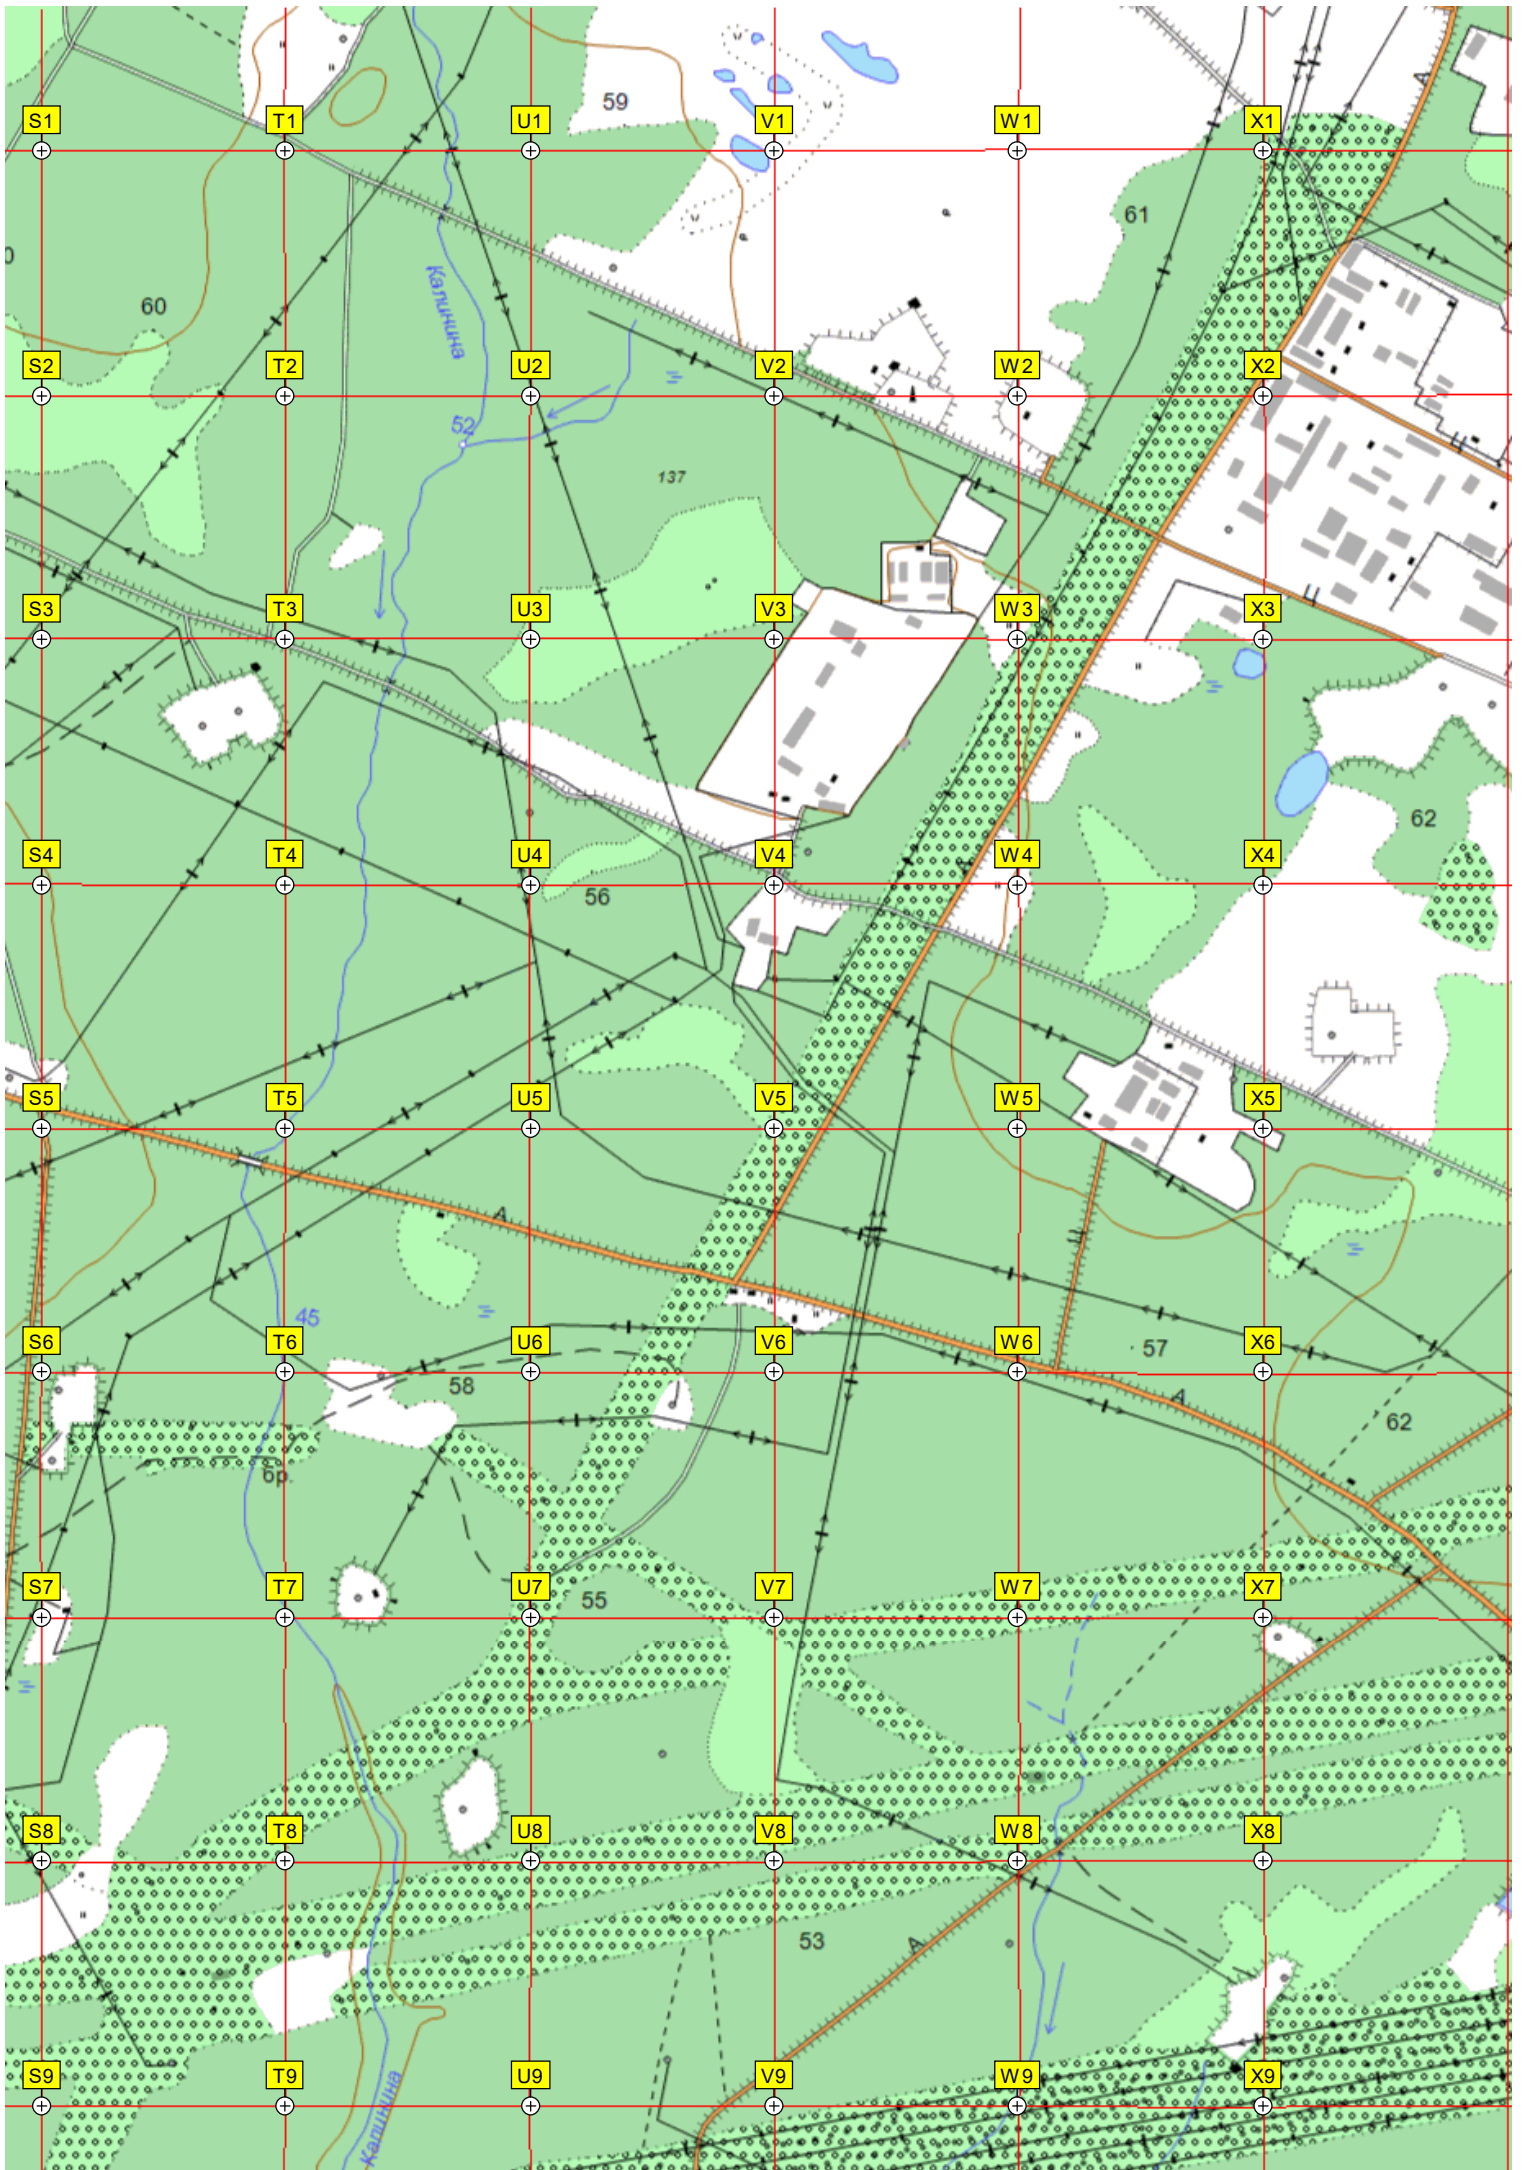 59
S1 T1 U1 V1 W1 X1
А
61
0
60
Калинина
S2 T2 U2 V2 W2 X2
52
Ц
137
Ц
S3 T3 U3 V3 W3 X3
62
S4 T4 U4 V4 W4 X4
А
56
S5 T5 U5 V5 W5 X5
А
Ц
45
S6 T6 U6 V6 W6 X6
57
58
А
62
бр.
S7 T7 U7 V7 W7 X7
55
S8 T8 U8 V8 W8 X8
53
А
S9 T9 U9 V9 W9 X9
Калинина